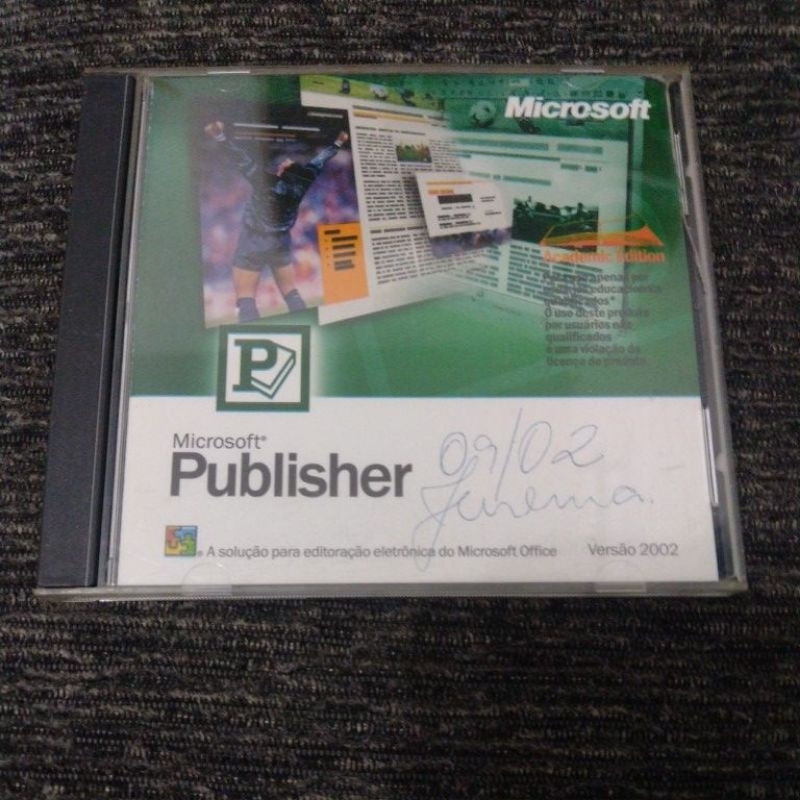 Microsoft
Academic Edition
qualificados*
O uso deste produto
por usuários não
qualificados
é uma violação da
licença do produto
P
Microsoft®
Publisher
09/02
Jurema.
A solução para editoração eletrônica do Microsoft Office
Versão 2002